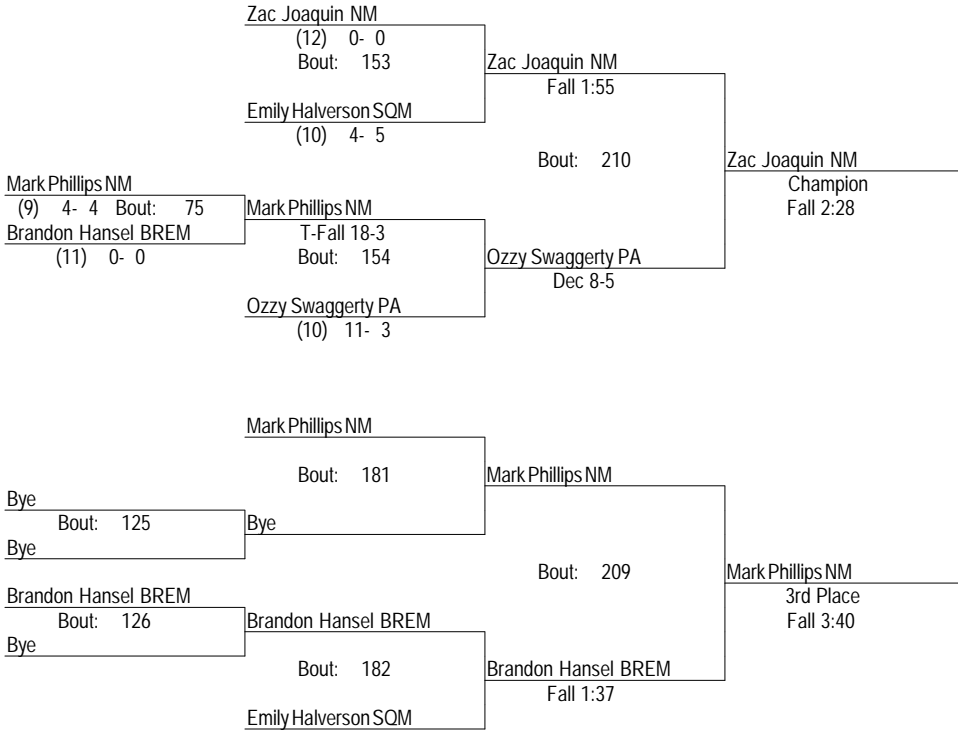 Zac Joaquin NM
(12) 0- 0
Bout: 153
Zac Joaquin NM
Fall 1:55
Emily Halverson SQM
(10) 4- 5
Bout: 210
Zac Joaquin NM
Champion
Fall 2:28
Mark Phillips NM
(9) 4- 4 Bout: 75
Brandon Hansel BREM
(11) 0- 0
Mark Phillips NM
T-Fall 18-3
Bout: 154
Ozzy Swaggerty PA
Dec 8-5
Ozzy Swaggerty PA
(10) 11- 3
Mark Phillips NM
Bout: 181
Mark Phillips NM
Bye
Bout: 125
Bye
Bye
Bout: 209
Mark Phillips NM
3rd Place
Fall 3:40
Brandon Hansel BREM
Bout: 126
Bye
Brandon Hansel BREM
Bout: 182
Brandon Hansel BREM
Fall 1:37
Emily Halverson SQM